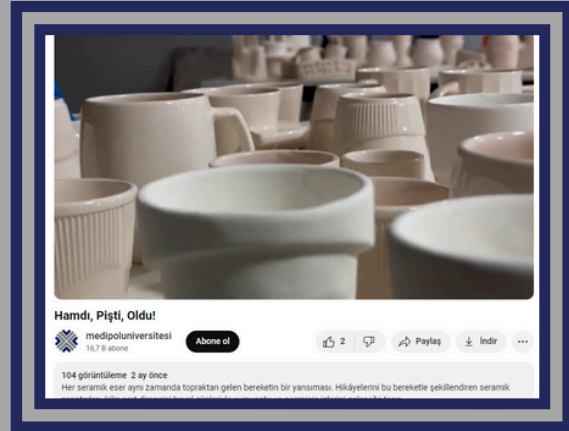 Hamdı, Pişti, Oldu!
medipoluniversitesi
16,7 B abone
Abone ol
2
Paylaş
İndir
104 görüntüleme 2 ay önce
Her seramik eser aynı zamanda topraktan gelen bereketin bir yansıması. Hikâyelerini bu bereketle şekillendiren seramik